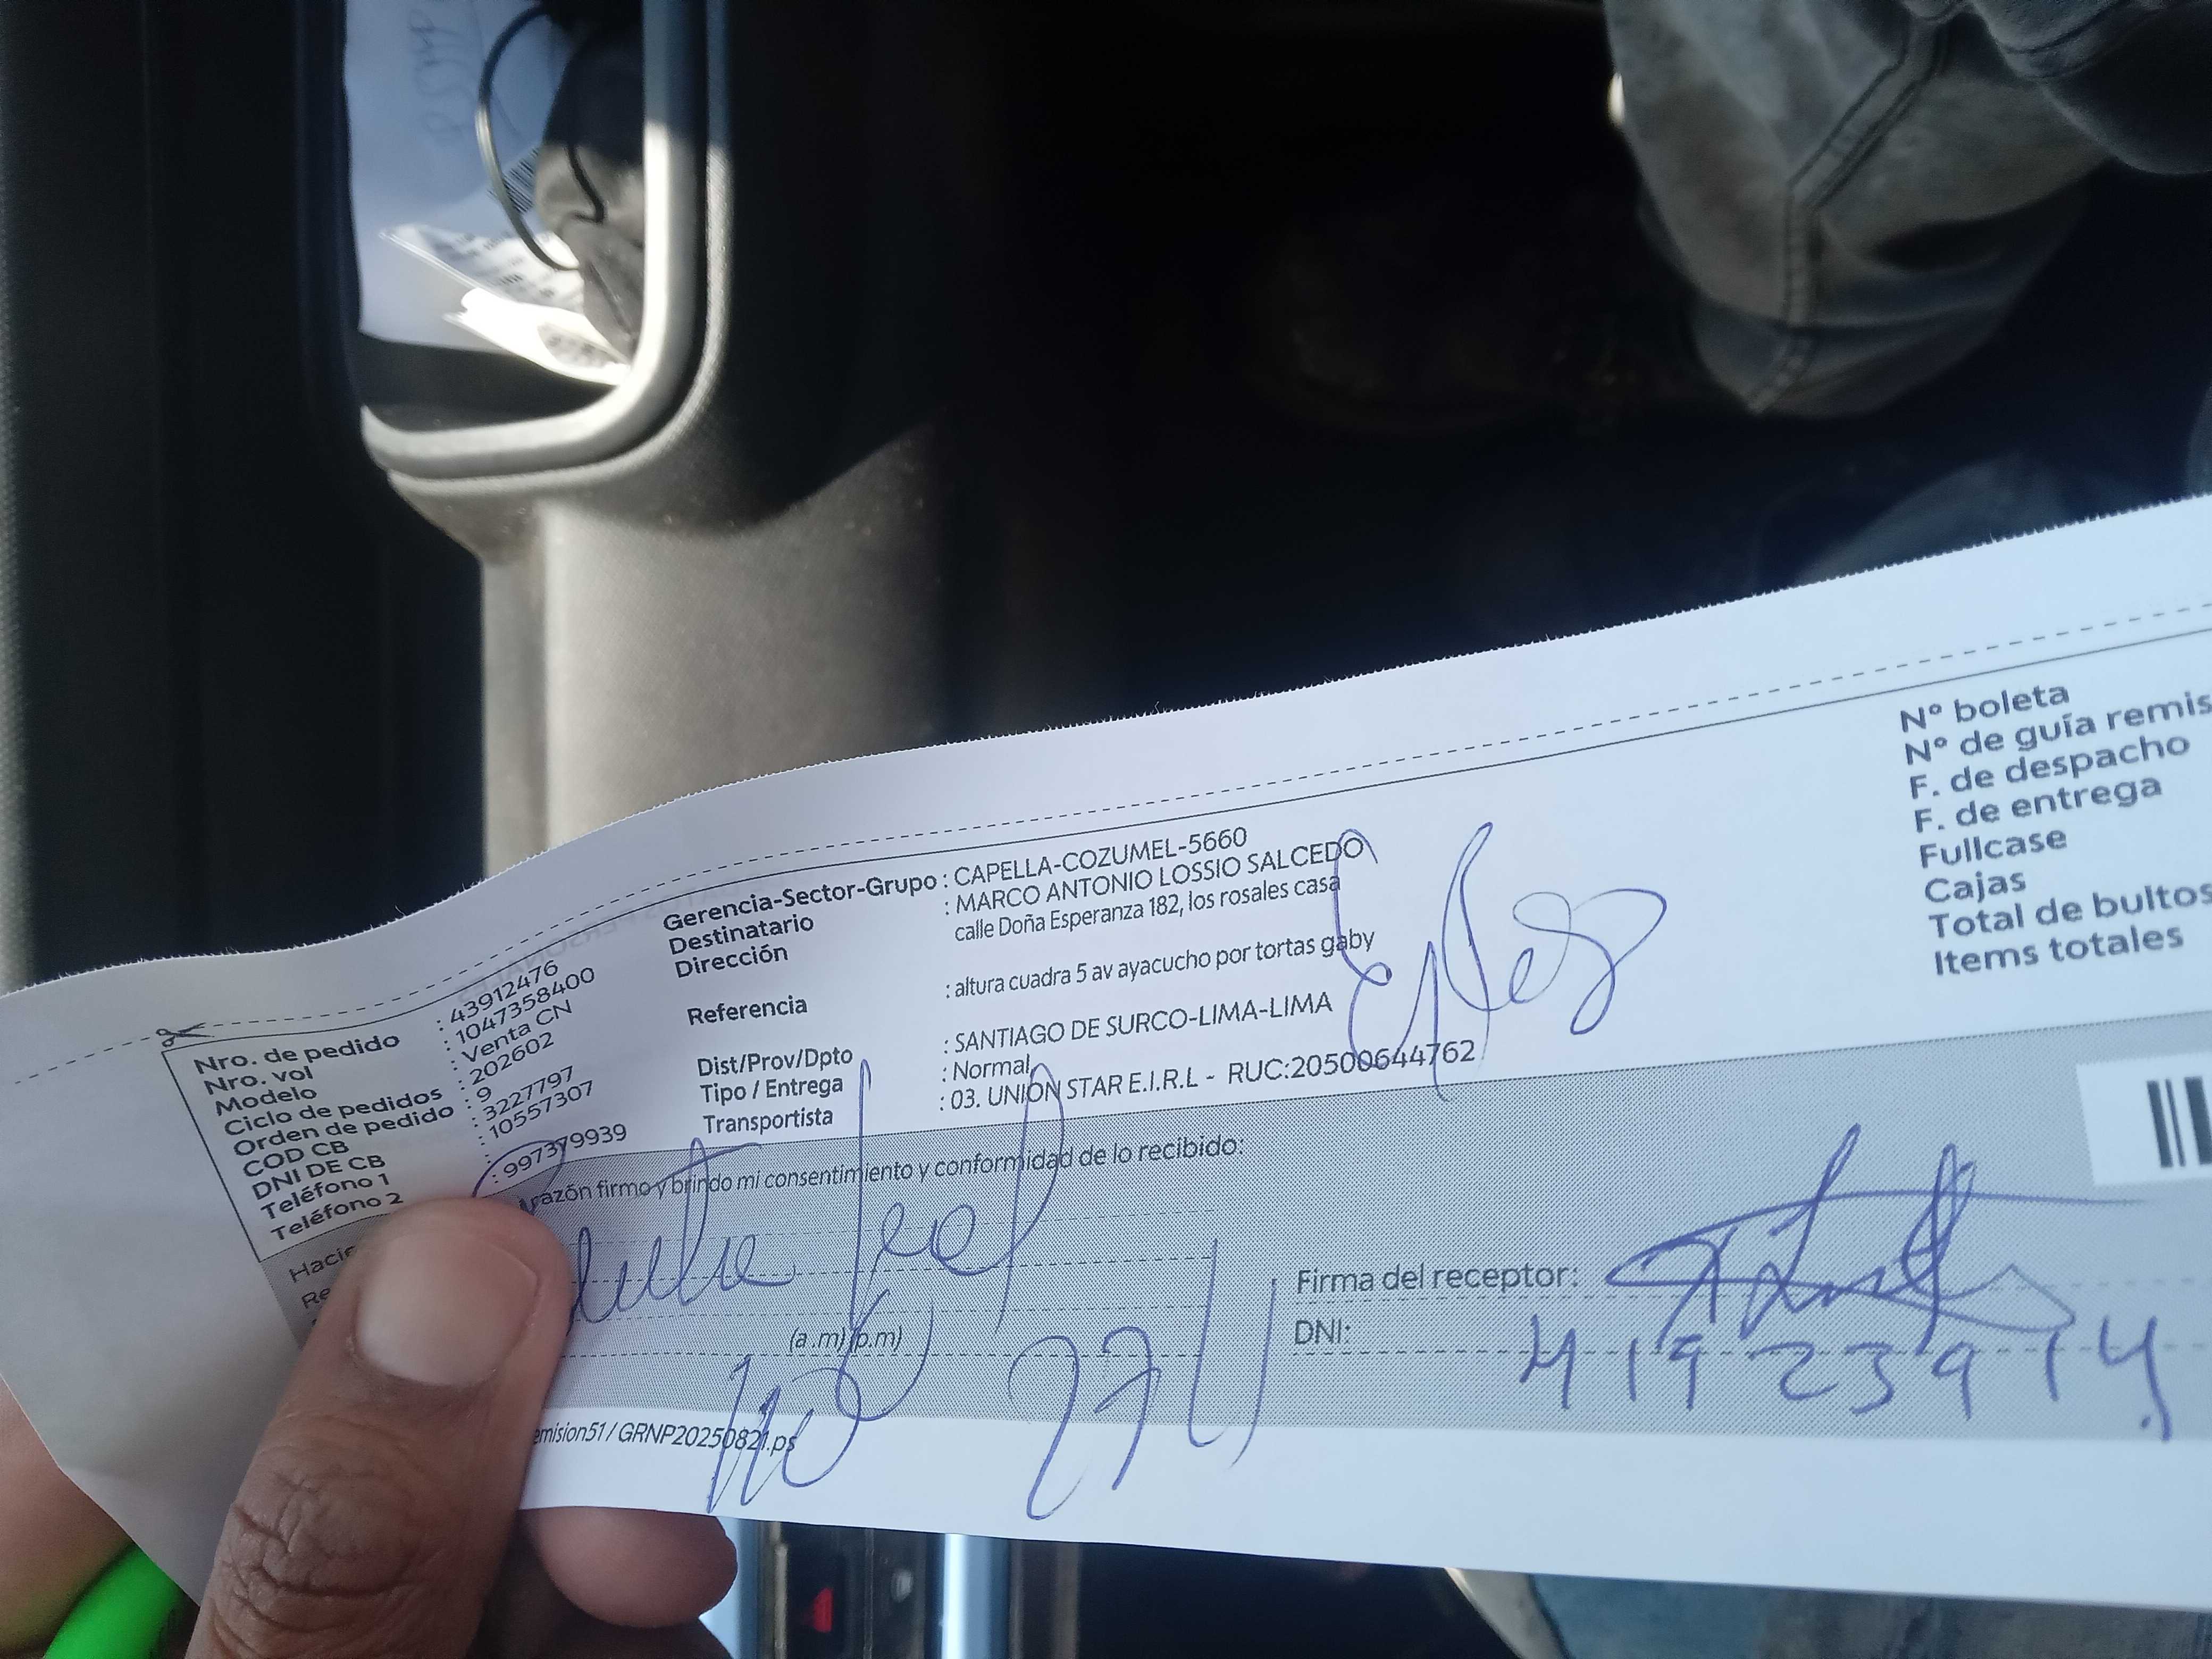 Nro. de pedido : 43912476
Nro. vol : 1047358400
Modelo : Venta CN
Ciclo de pedidos : 202602
Orden de pedido : 9
COD CB : 3227797
DNI DE CB : 10557307
Teléfono 1
Teléfono 2 : 997379939
Gerencia-Sector-Grupo : CAPELLA-COZUMEL-5660
Destinatario : MARCO ANTONIO LOSSIO SALCEDO
Dirección calle Doña Esperanza 182, los rosales casa
Referencia : altura cuadra 5 av ayacucho por tortas gaby
Dist/Prov/Dpto : SANTIAGO DE SURCO-LIMA-LIMA
Tipo / Entrega : Normal
Transportista : 03. UNION STAR E.I.R.L - RUC:20500644762
N° boleta
N° de guía remis
F. de despacho
F. de entrega
Fullcase
Cajas
Total de bultos
Items totales
razón firmo y brindo mi consentimiento y conformidad de lo recibido:
(a.m) (p.m)
Firma del receptor:
DNI: 41923914
emision51 / GRNP20250821.ps